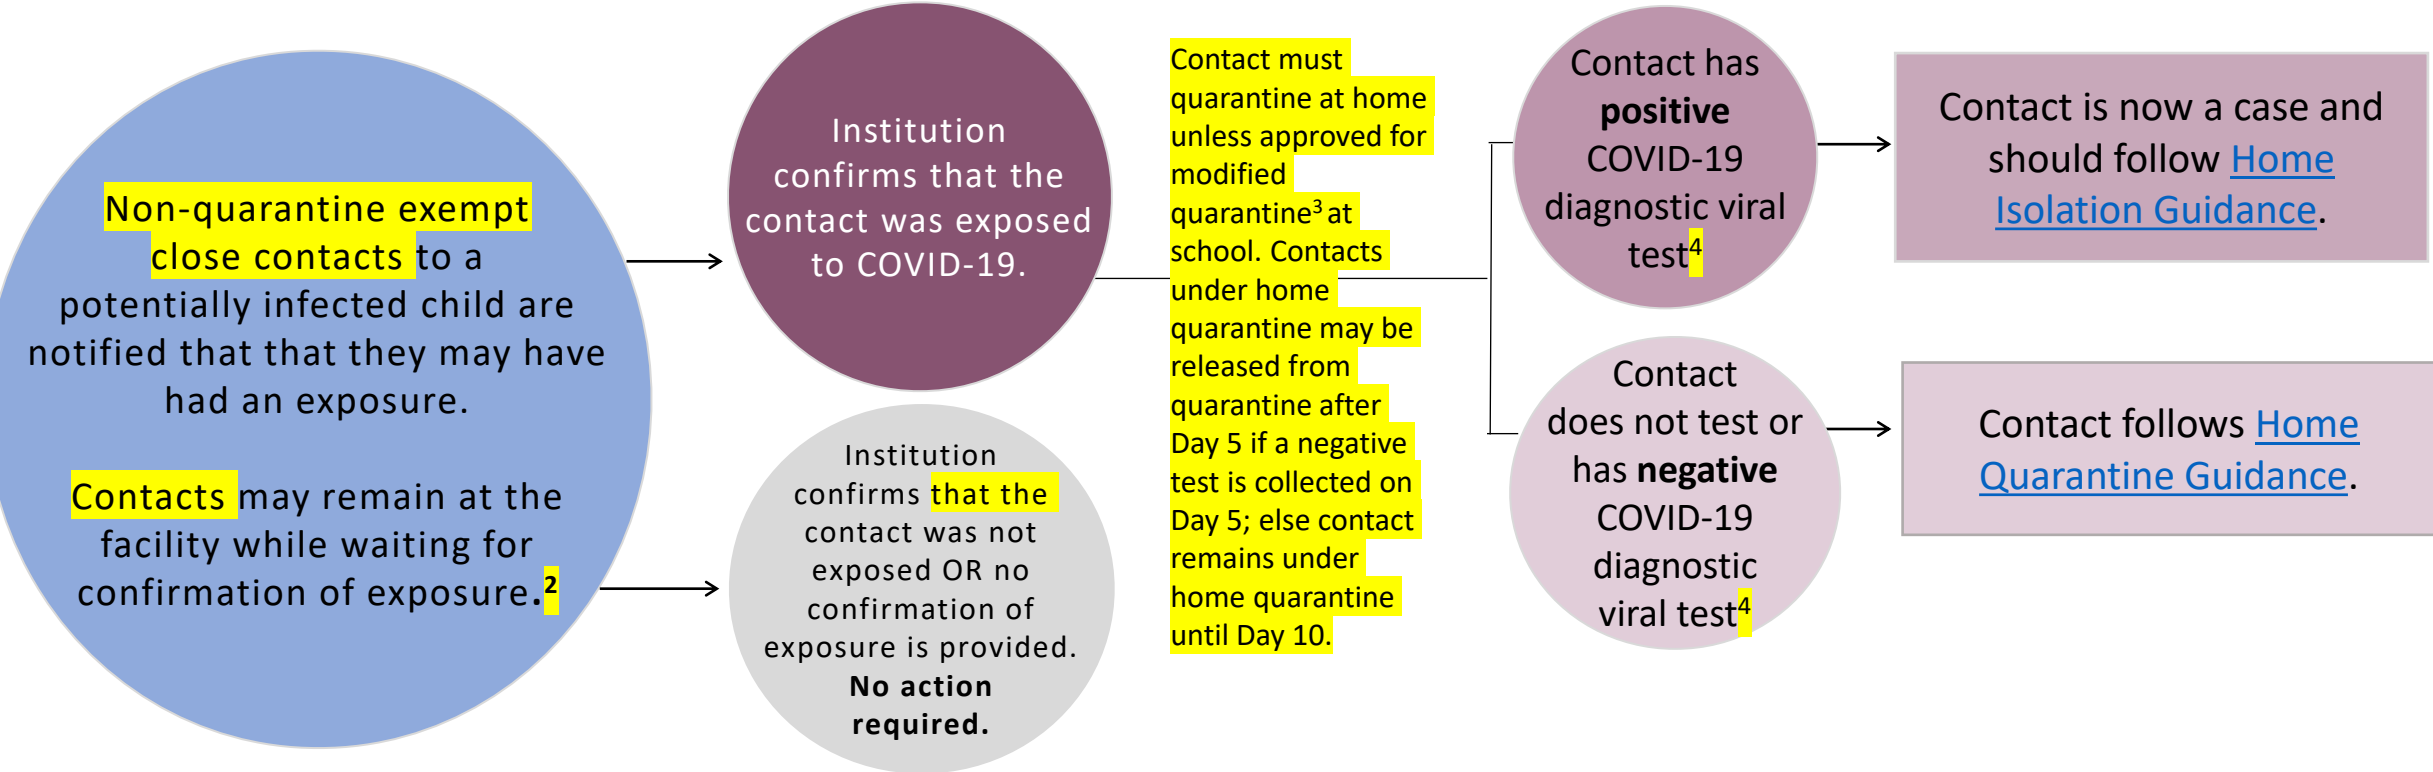 Non-quarantine exempt
close contacts to a
potentially infected child are
notified that that they may have
had an exposure.
Contacts may remain at the
facility while waiting for
confirmation of exposure.²
Institution
confirms that the
contact was exposed
to COVID-19.
Institution
confirms that the
contact was not
exposed OR no
confirmation of
exposure is provided.
No action
required.
Contact must
quarantine at home
unless approved for
modified
quarantine³ at
school. Contacts
under home
quarantine may be
released from
quarantine after
Day 5 if a negative
test is collected on
Day 5; else contact
remains under
home quarantine
until Day 10.
Contact has
positive
COVID-19
diagnostic viral
test⁴
Contact is now a case and
should follow Home
Isolation Guidance.
Contact
does not test or
has negative
COVID-19
diagnostic
viral test⁴
Contact follows Home
Quarantine Guidance.